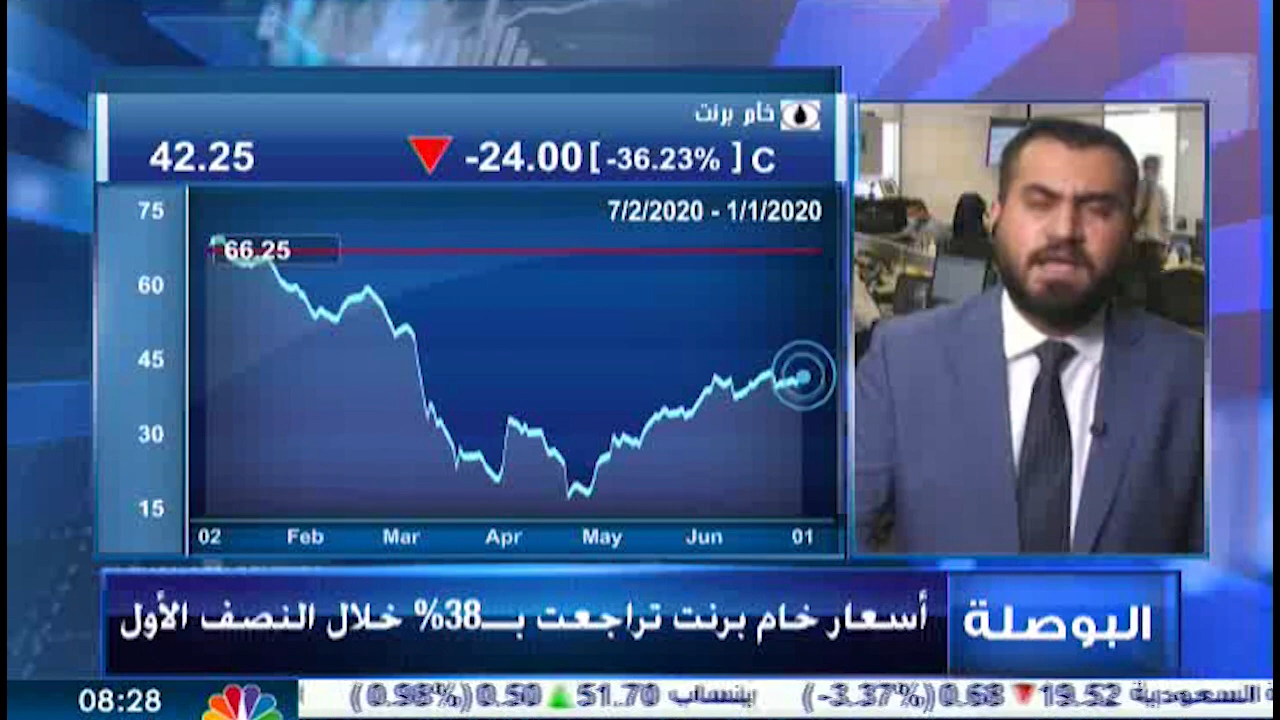 خام برنت
42.25 ▼ -24.00 [ -36.23% ] C
7/2/2020 - 1/1/2020
75
66.25
60
45
30
15
02 Feb Mar Apr May Jun 01
البوصلة
أسعار خام برنت تراجعت بـ38% خلال النصف الأول
08:28
السعودية 19.52 ▼ 0.68 (-3.37%) بنساب 51.70 ▲ 0.50 (0.98%)